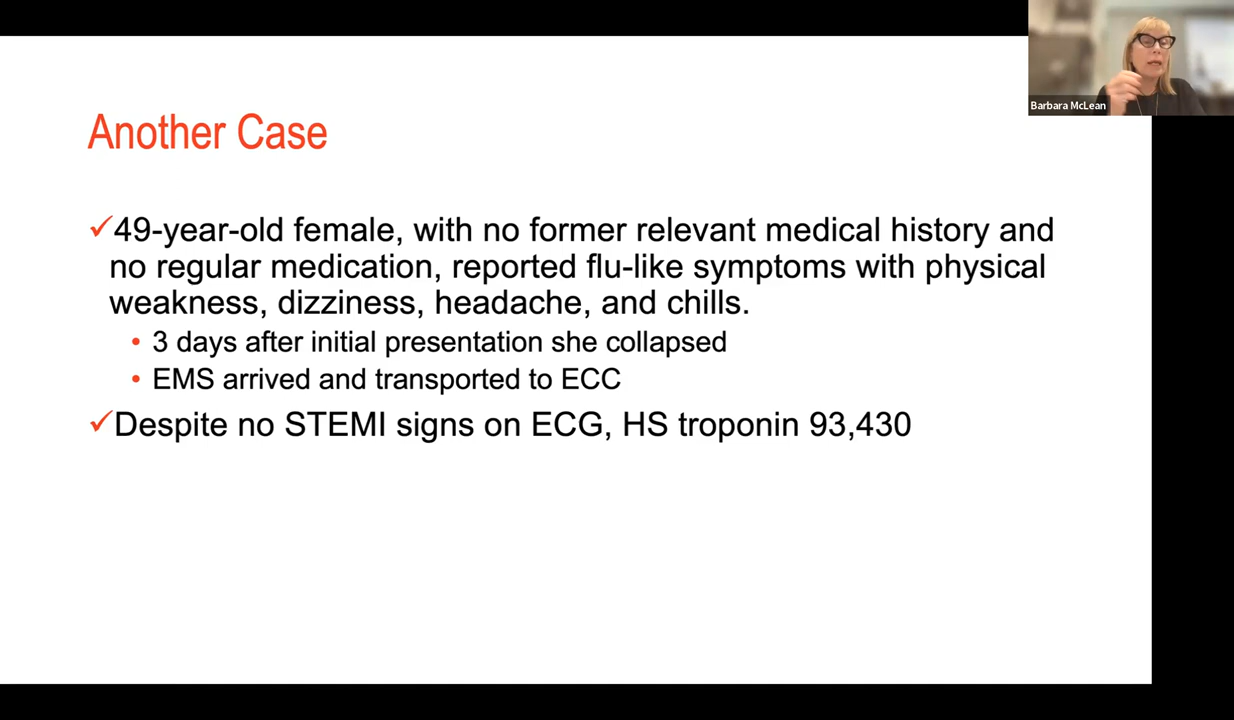 Barbara McLean
Another Case
✓49-year-old female, with no former relevant medical history and
no regular medication, reported flu-like symptoms with physical
weakness, dizziness, headache, and chills.
• 3 days after initial presentation she collapsed
• EMS arrived and transported to ECC
✓Despite no STEMI signs on ECG, HS troponin 93,430